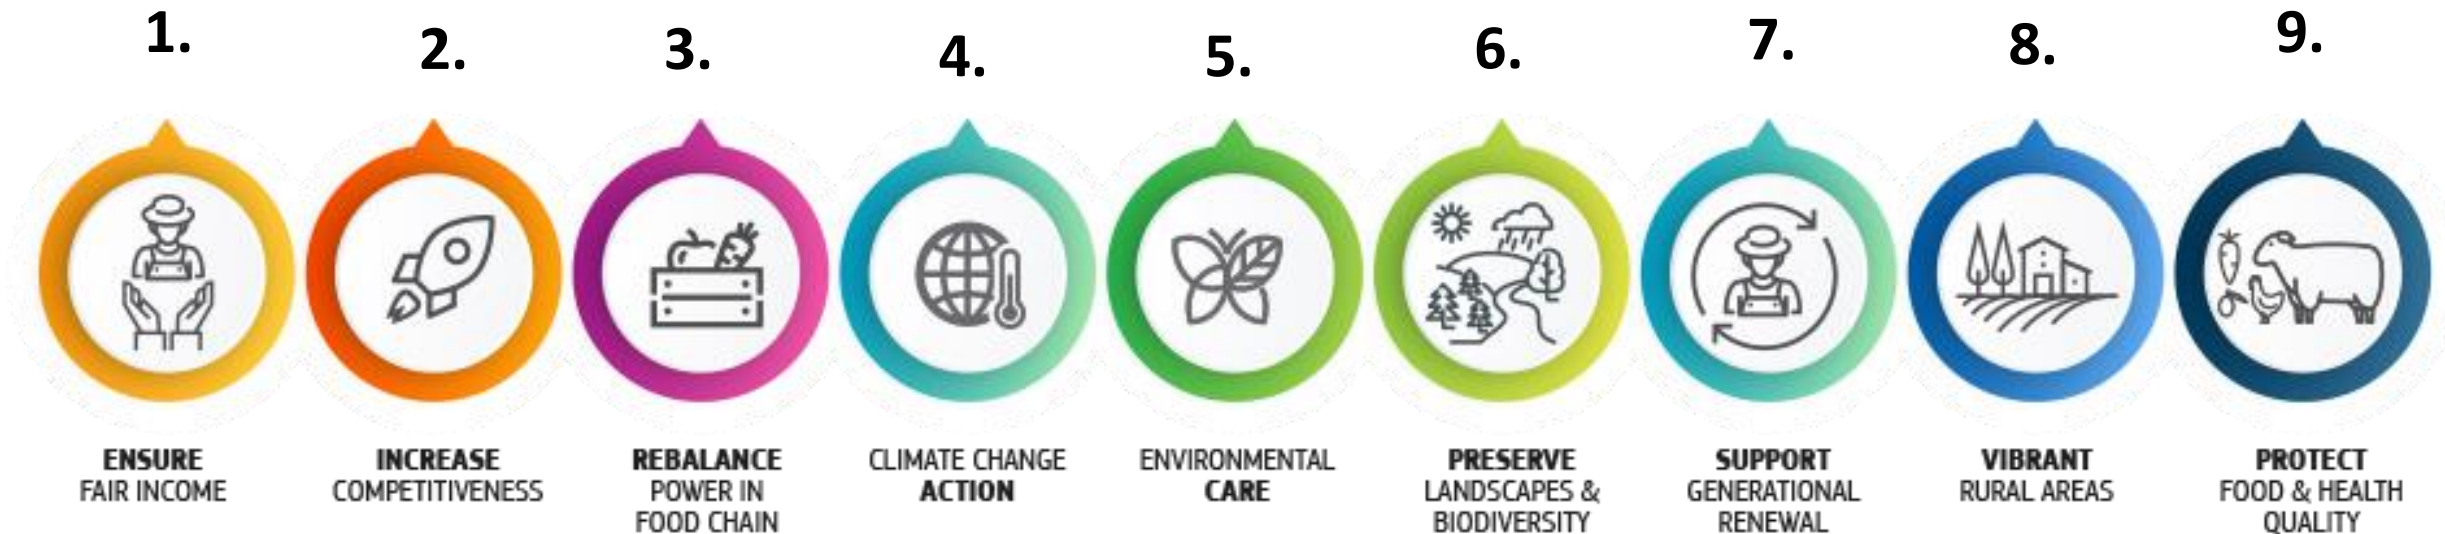 1.
2.
3.
4.
5.
6.
7.
8.
9.
ENSURE
FAIR INCOME
INCREASE
COMPETITIVENESS
REBALANCE
POWER IN
FOOD CHAIN
CLIMATE CHANGE
ACTION
ENVIRONMENTAL
CARE
PRESERVE
LANDSCAPES &
BIODIVERSITY
SUPPORT
GENERATIONAL
RENEWAL
VIBRANT
RURAL AREAS
PROTECT
FOOD & HEALTH
QUALITY